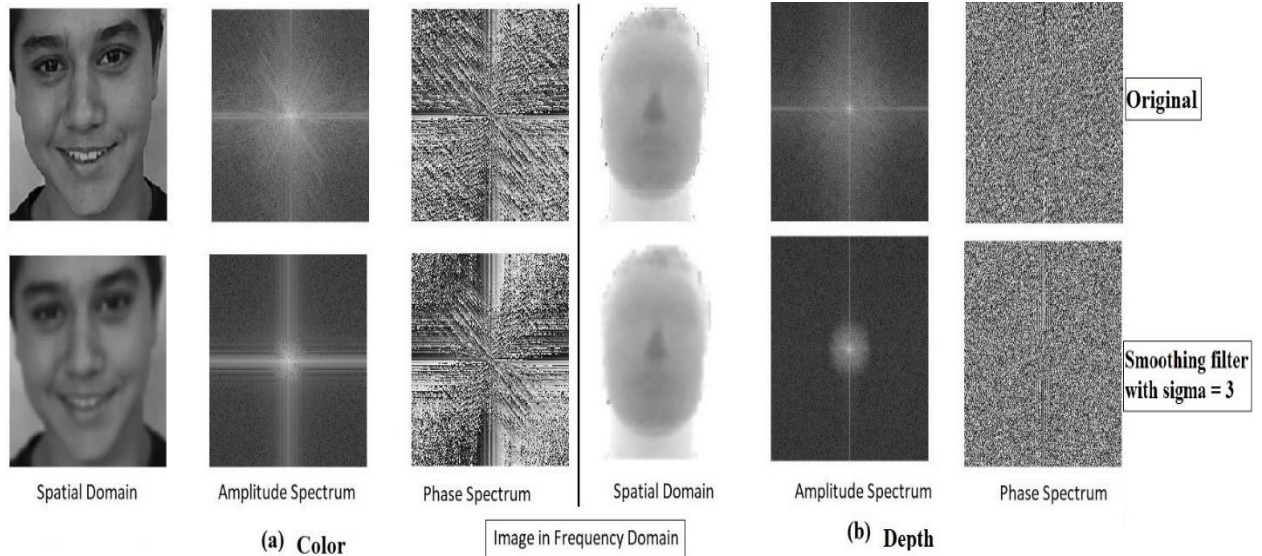 Original
Smoothing filter
with sigma = 3
Spatial Domain
Amplitude Spectrum
Phase Spectrum
Spatial Domain
Amplitude Spectrum
Phase Spectrum
(a) Color
Image in Frequency Domain
(b) Depth